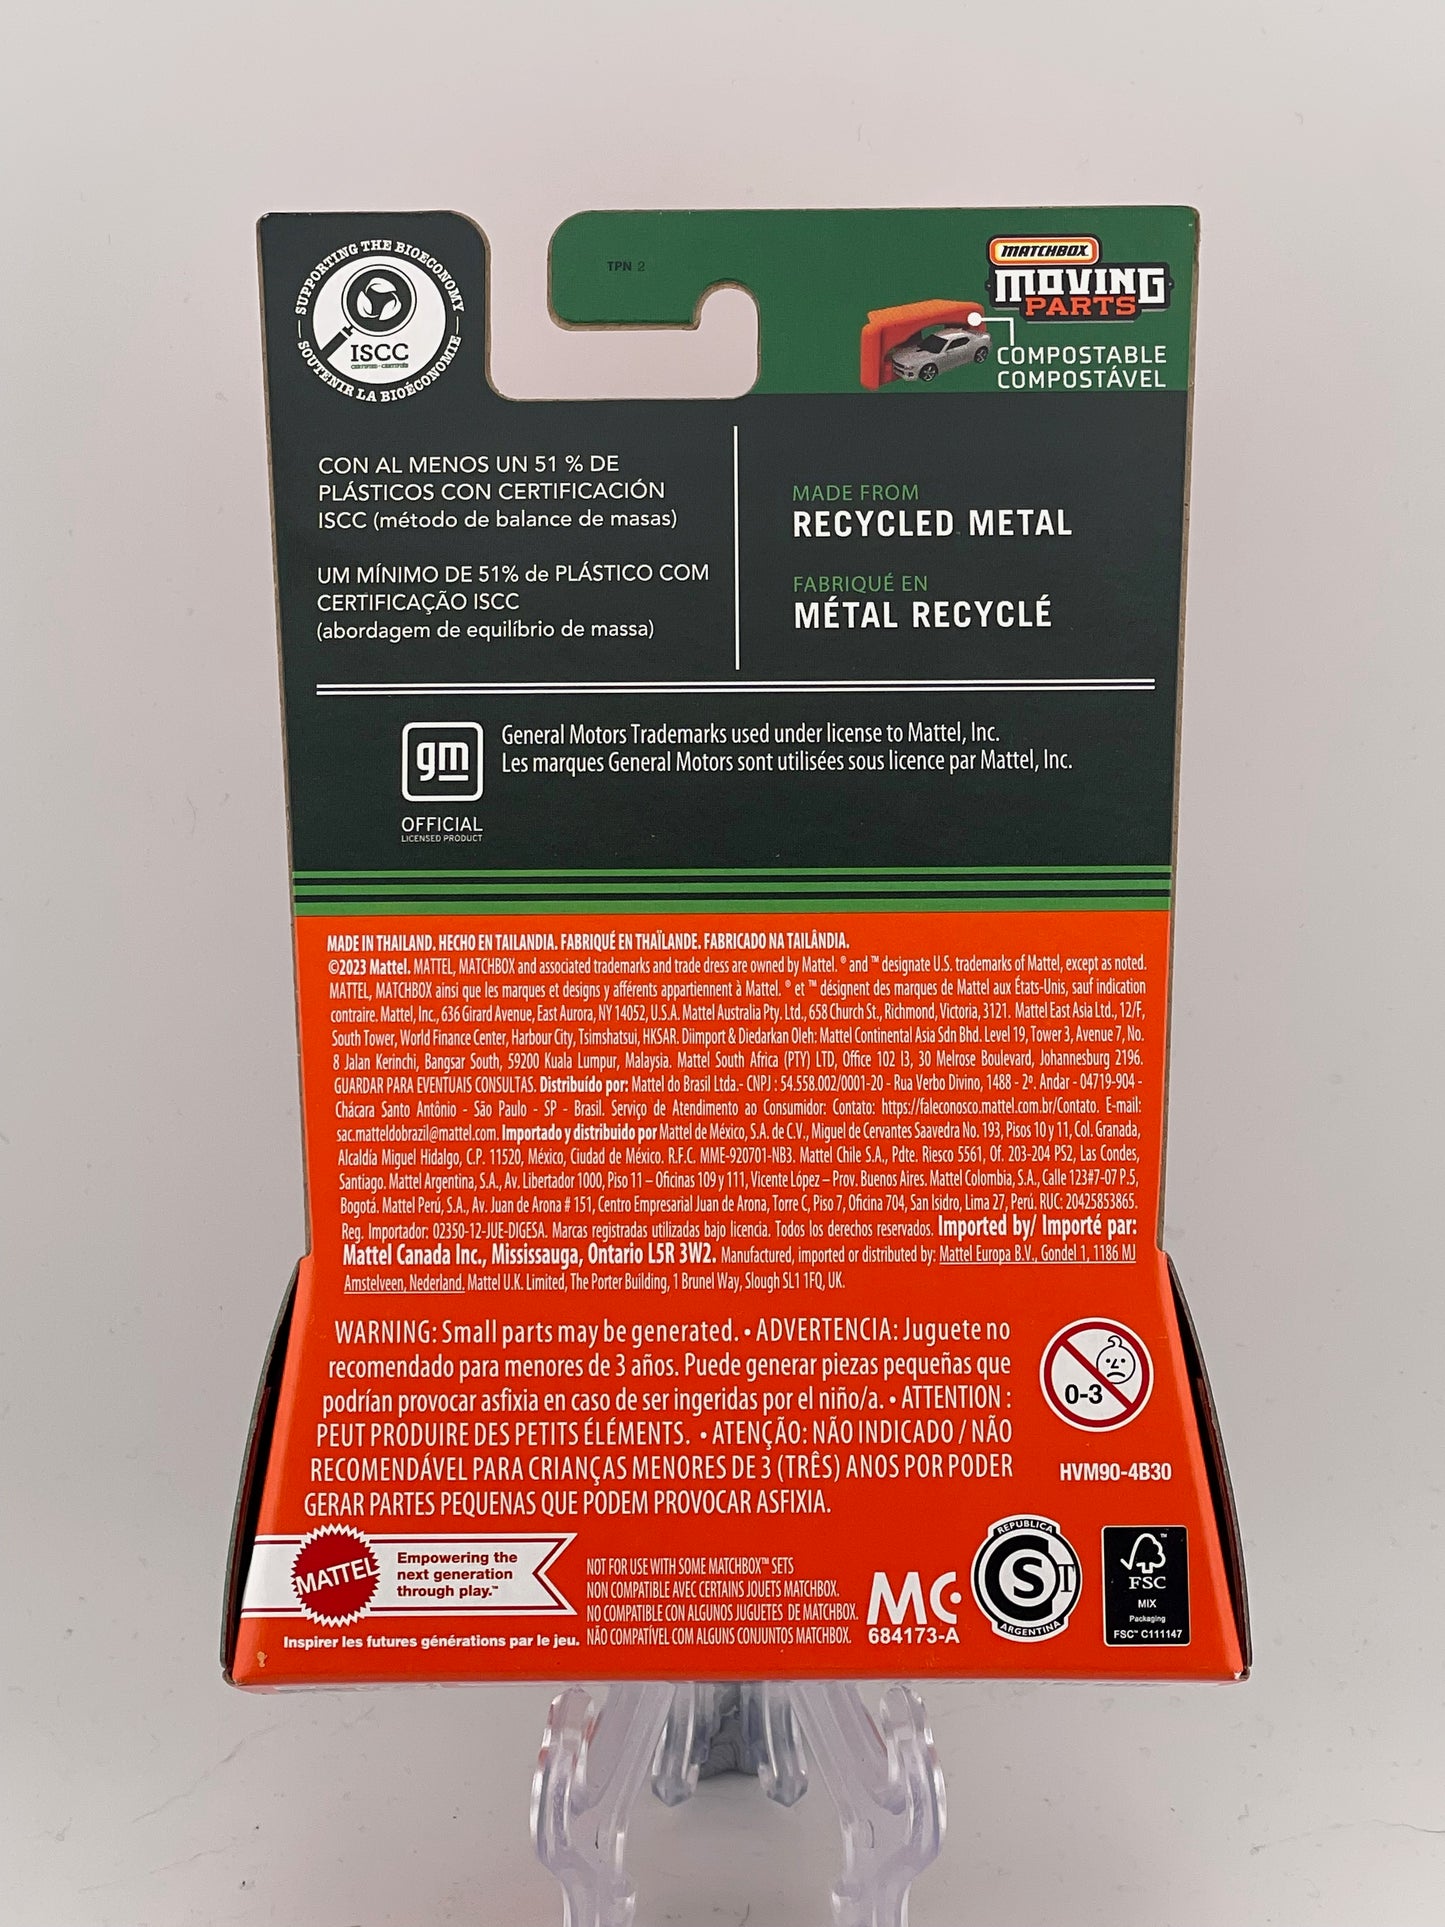 SUPPORTING THE BIOECONOMY
SOUTENIR LA BIOÉCONOMIE
ISCC
CERTIFIED · CERTIFIÉS
TPN 2
MATCHBOX
MOVING
PARTS
COMPOSTABLE
COMPOSTÁVEL
CON AL MENOS UN 51 % DE
PLÁSTICOS CON CERTIFICACIÓN
ISCC (método de balance de masas)
UM MÍNIMO DE 51% de PLÁSTICO COM
CERTIFICAÇÃO ISCC
(abordagem de equilíbrio de massa)
MADE FROM
RECYCLED METAL
FABRIQUÉ EN
MÉTAL RECYCLÉ
gm
OFFICIAL
LICENSED PRODUCT
General Motors Trademarks used under license to Mattel, Inc.
Les marques General Motors sont utilisées sous licence par Mattel, Inc.
MADE IN THAILAND. HECHO EN TAILANDIA. FABRIQUÉ EN THAÏLANDE. FABRICADO NA TAILÂNDIA.
©2023 Mattel. MATTEL, MATCHBOX and associated trademarks and trade dress are owned by Mattel. ® and ™ designate U.S. trademarks of Mattel, except as noted.
MATTEL, MATCHBOX ainsi que les marques et designs y afférents appartiennent à Mattel. ® et ™ désignent des marques de Mattel aux États-Unis, sauf indication
contraire. Mattel, Inc., 636 Girard Avenue, East Aurora, NY 14052, U.S.A. Mattel Australia Pty. Ltd., 658 Church St., Richmond, Victoria, 3121. Mattel East Asia Ltd., 12/F,
South Tower, World Finance Center, Harbour City, Tsimshatsui, HKSAR. Diimport & Diedarkan Oleh: Mattel Continental Asia Sdn Bhd. Level 19, Tower 3, Avenue 7, No.
8 Jalan Kerinchi, Bangsar South, 59200 Kuala Lumpur, Malaysia. Mattel South Africa (PTY) LTD, Office 102 I3, 30 Melrose Boulevard, Johannesburg 2196.
GUARDAR PARA EVENTUAIS CONSULTAS. Distribuído por: Mattel do Brasil Ltda.- CNPJ : 54.558.002/0001-20 - Rua Verbo Divino, 1488 - 2º. Andar - 04719-904 -
Chácara Santo Antônio - São Paulo - SP - Brasil. Serviço de Atendimento ao Consumidor: Contato: https://faleconosco.mattel.com.br/Contato. E-mail:
sac.matteldobrazil@mattel.com. Importado y distribuido por Mattel de México, S.A. de C.V., Miguel de Cervantes Saavedra No. 193, Pisos 10 y 11, Col. Granada,
Alcaldía Miguel Hidalgo, C.P. 11520, México, Ciudad de México. R.F.C. MME-920701-NB3. Mattel Chile S.A., Pdte. Riesco 5561, Of. 203-204 PS2, Las Condes,
Santiago. Mattel Argentina, S.A., Av. Libertador 1000, Piso 11 – Oficinas 109 y 111, Vicente López – Prov. Buenos Aires. Mattel Colombia, S.A., Calle 123#7-07 P.5,
Bogotá. Mattel Perú, S.A., Av. Juan de Arona # 151, Centro Empresarial Juan de Arona, Torre C, Piso 7, Oficina 704, San Isidro, Lima 27, Perú. RUC: 20425853865.
Reg. Importador: 02350-12-JUE-DIGESA. Marcas registradas utilizadas bajo licencia. Todos los derechos reservados. Imported by/ Importé par:
Mattel Canada Inc., Mississauga, Ontario L5R 3W2. Manufactured, imported or distributed by: Mattel Europa B.V., Gondel 1, 1186 MJ
Amstelveen, Nederland. Mattel U.K. Limited, The Porter Building, 1 Brunel Way, Slough SL1 1FQ, UK.
WARNING: Small parts may be generated. • ADVERTENCIA: Juguete no
recomendado para menores de 3 años. Puede generar piezas pequeñas que
podrían provocar asfixia en caso de ser ingeridas por el niño/a. • ATTENTION :
PEUT PRODUIRE DES PETITS ÉLÉMENTS. • ATENÇÃO: NÃO INDICADO / NÃO
RECOMENDÁVEL PARA CRIANÇAS MENORES DE 3 (TRÊS) ANOS POR PODER
GERAR PARTES PEQUENAS QUE PODEM PROVOCAR ASFIXIA.
0-3
HVM90-4B30
MATTEL
Empowering the
next generation
through play.™
Inspirer les futures générations par le jeu.
NOT FOR USE WITH SOME MATCHBOX™ SETS
NON COMPATIBLE AVEC CERTAINS JOUETS MATCHBOX.
NO COMPATIBLE CON ALGUNOS JUGUETES DE MATCHBOX.
NÃO COMPATÍVEL COM ALGUNS CONJUNTOS MATCHBOX.
MC
684173-A
REPUBLICA
S T
ARGENTINA
FSC
MIX
Packaging
FSC™ C111147